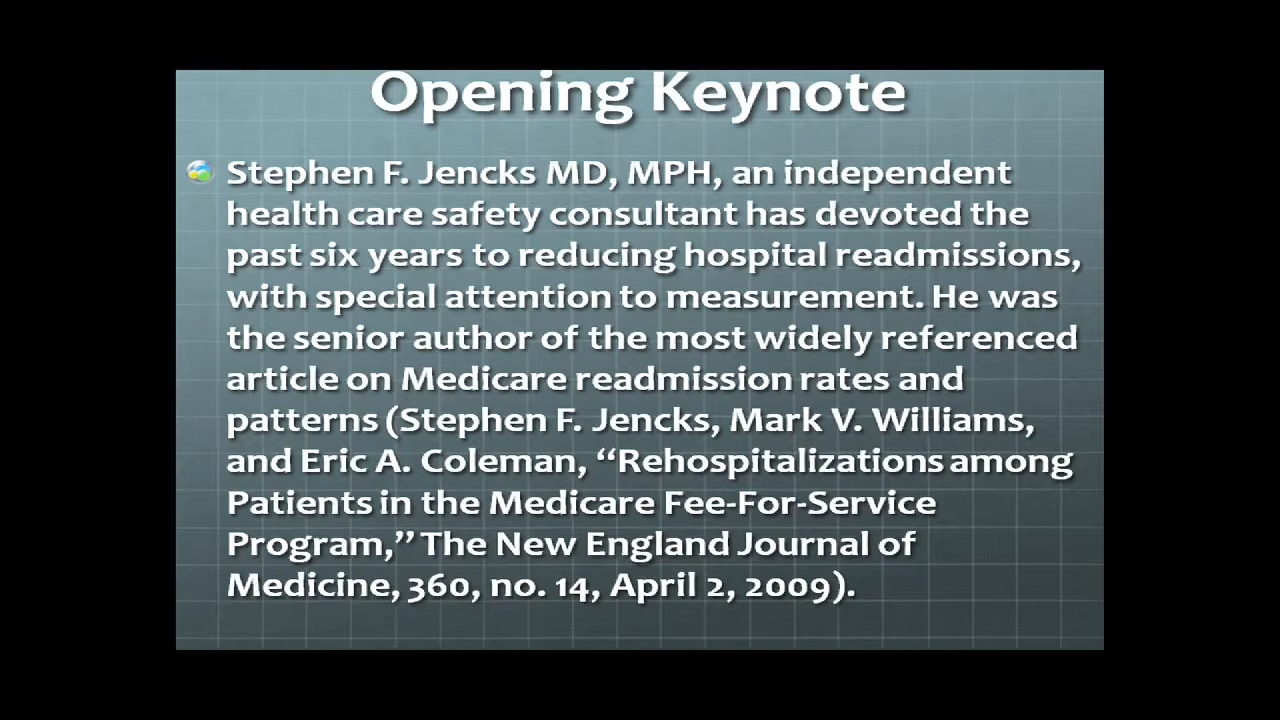 Opening Keynote
Stephen F. Jencks MD, MPH, an independent
health care safety consultant has devoted the
past six years to reducing hospital readmissions,
with special attention to measurement. He was
the senior author of the most widely referenced
article on Medicare readmission rates and
patterns (Stephen F. Jencks, Mark V. Williams,
and Eric A. Coleman, “Rehospitalizations among
Patients in the Medicare Fee-For-Service
Program,” The New England Journal of
Medicine, 360, no. 14, April 2, 2009).